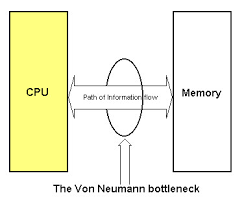 CPU
Path of Information flow
Memory
The Von Neumann bottleneck